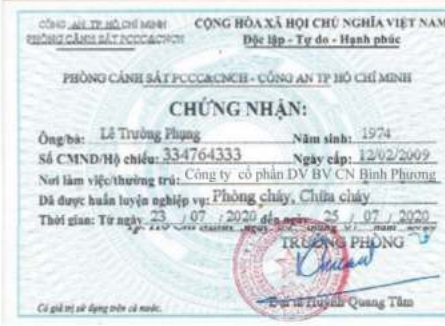 CÔNG AN TP HỒ CHÍ MINH
CỘNG HÒA XÃ HỘI CHỦ NGHĨA VIỆT NAM
PHÒNG CẢNH SÁT PCCC&CNCH
Độc lập - Tự do - Hạnh phúc
PHÒNG CẢNH SÁT PCCC&CNCH - CÔNG AN TP HỒ CHÍ MINH
CHỨNG NHẬN:
Ông/bà: Lê Trường Phụng Năm sinh: 1974
Số CMND/Hộ chiếu: 334764333 Ngày cấp: 12/02/2009
Nơi làm việc/thường trú: Công ty cổ phần DV BV CN Bình Phương
Đã được huấn luyện nghiệp vụ: Phòng cháy, Chữa cháy
Thời gian: Từ ngày 23 / 07 / 2020 đến ngày 25 / 07 / 2020
TRƯỞNG PHÒNG
Đại tá Huỳnh Quang Tâm
Có giá trị sử dụng trên cả nước.